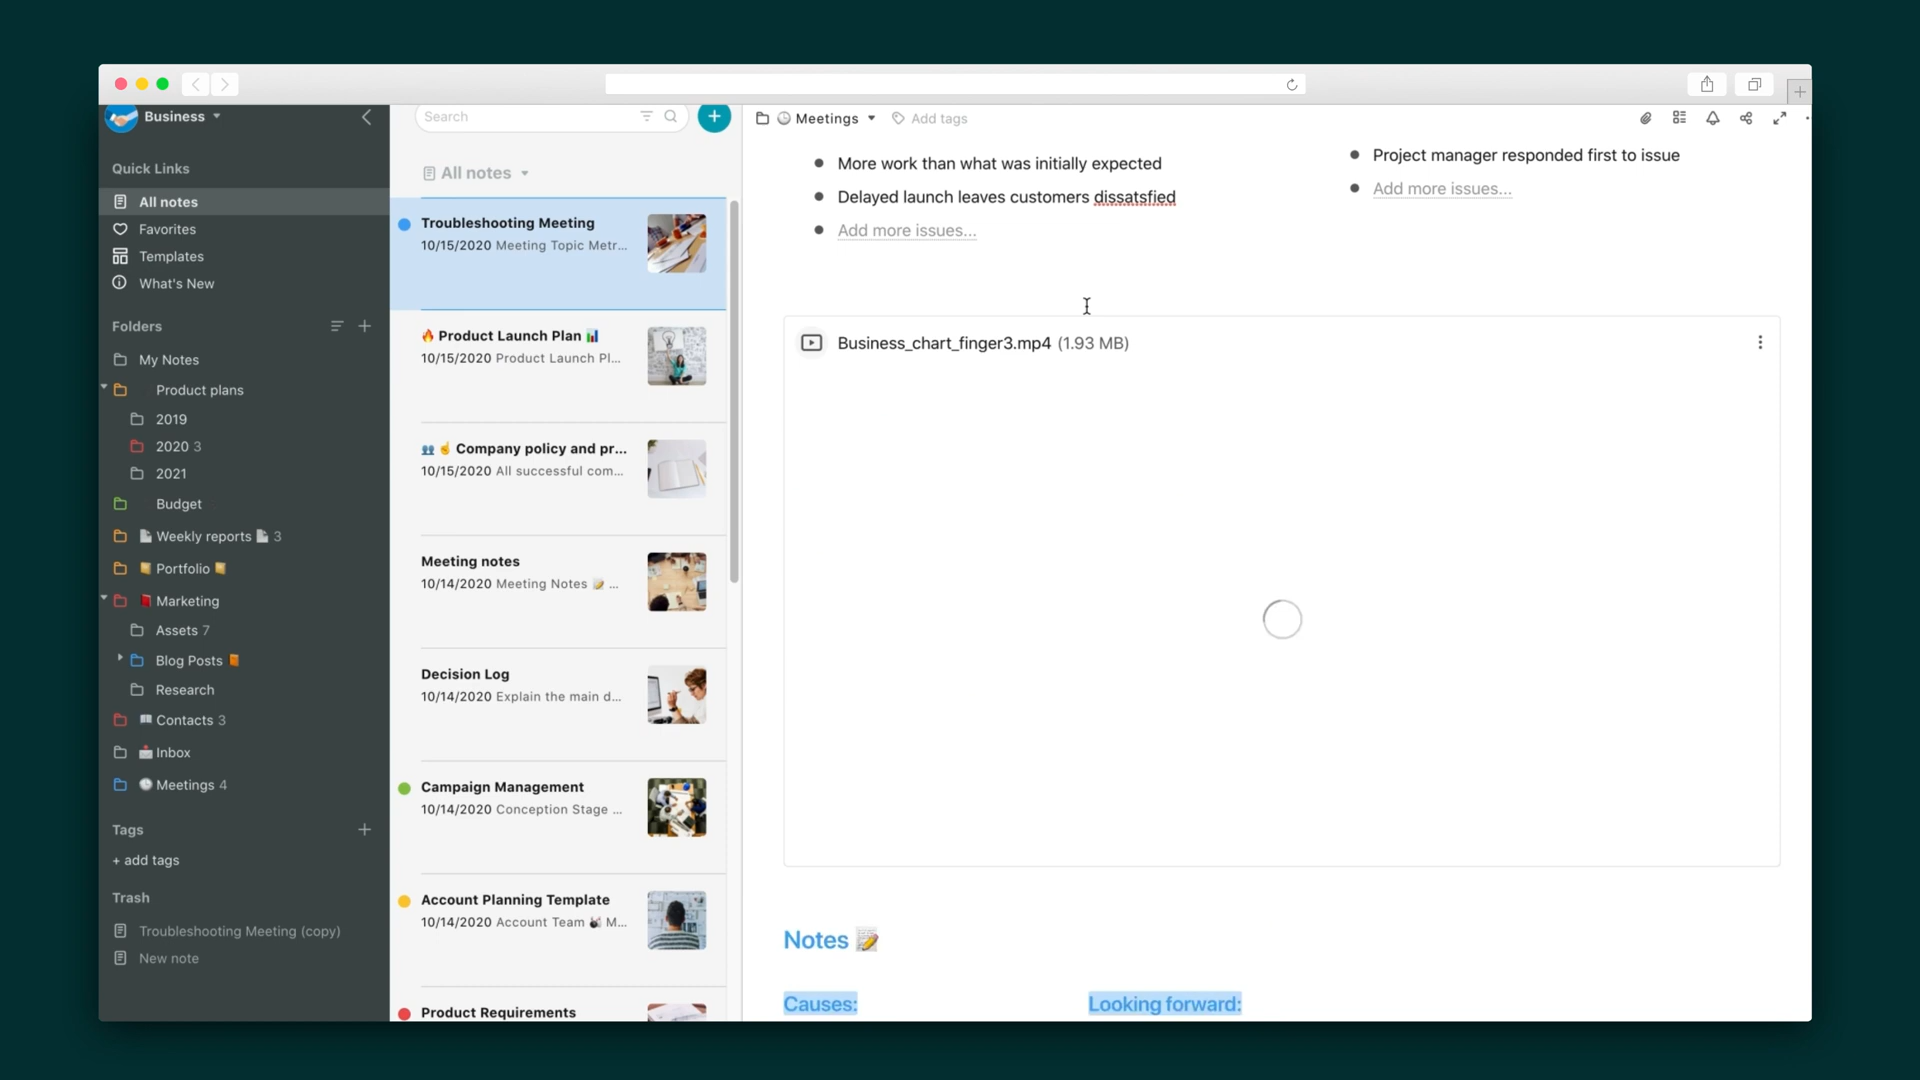 Business
Quick Links
All notes
Favorites
Templates
What's New
Folders
My Notes
Product plans
2019
2020 3
2021
Budget
Weekly reports 3
Portfolio
Marketing
Assets 7
Blog Posts
Research
Contacts 3
Inbox
Meetings 4
Tags
+ add tags
Trash
Troubleshooting Meeting (copy)
New note
Search
All notes
Troubleshooting Meeting
10/15/2020 Meeting Topic Metr...
🔥 Product Launch Plan 📊
10/15/2020 Product Launch Pl...
👥 ☝ Company policy and pr...
10/15/2020 All successful com...
Meeting notes
10/14/2020 Meeting Notes 📝 ...
Decision Log
10/14/2020 Explain the main d...
Campaign Management
10/14/2020 Conception Stage ...
Account Planning Template
10/14/2020 Account Team M...
Product Requirements
Meetings
Add tags
More work than what was initially expected
Delayed launch leaves customers dissatsfied
Add more issues...
Project manager responded first to issue
Add more issues...
Business_chart_finger3.mp4 (1.93 MB)
Notes 📝
Causes:
Looking forward: